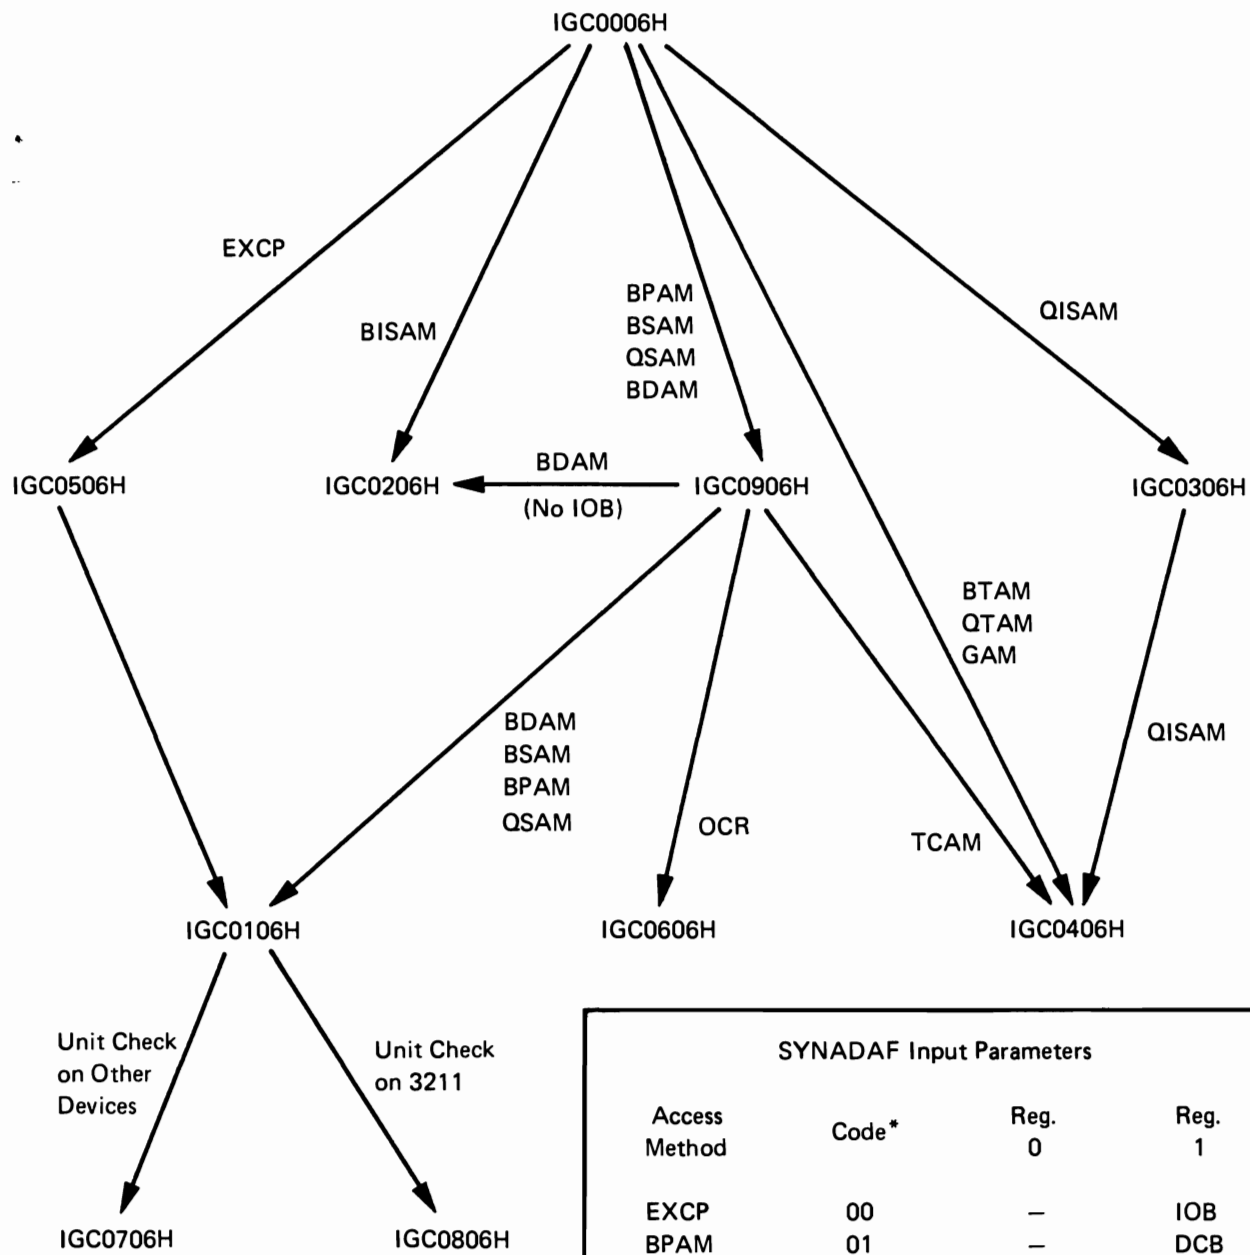 IGC0006H
EXCP
BISAM
BPAM
BSAM
QSAM
BDAM
QISAM
IGC0506H
IGC0206H
BDAM
(No IOB)
IGC0906H
IGC0306H
BTAM
QTAM
GAM
BDAM
BSAM
BPAM
QSAM
OCR
TCAM
QISAM
IGC0106H
IGC0606H
IGC0406H
Unit Check
on Other
Devices
Unit Check
on 3211
IGC0706H
IGC0806H
SYNADAF Input Parameters
Access Method Code* Reg. 0 Reg. 1
EXCP 00 – IOB
BPAM 01 – DCB